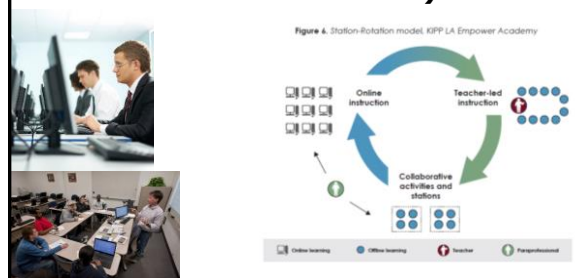 Figure 6. Station-Rotation model, KIPP LA Empower Academy
Online
instruction
Teacher-led
instruction
Collaborative
activities and
stations
Online learning
Offline learning
Teacher
Paraprofessional